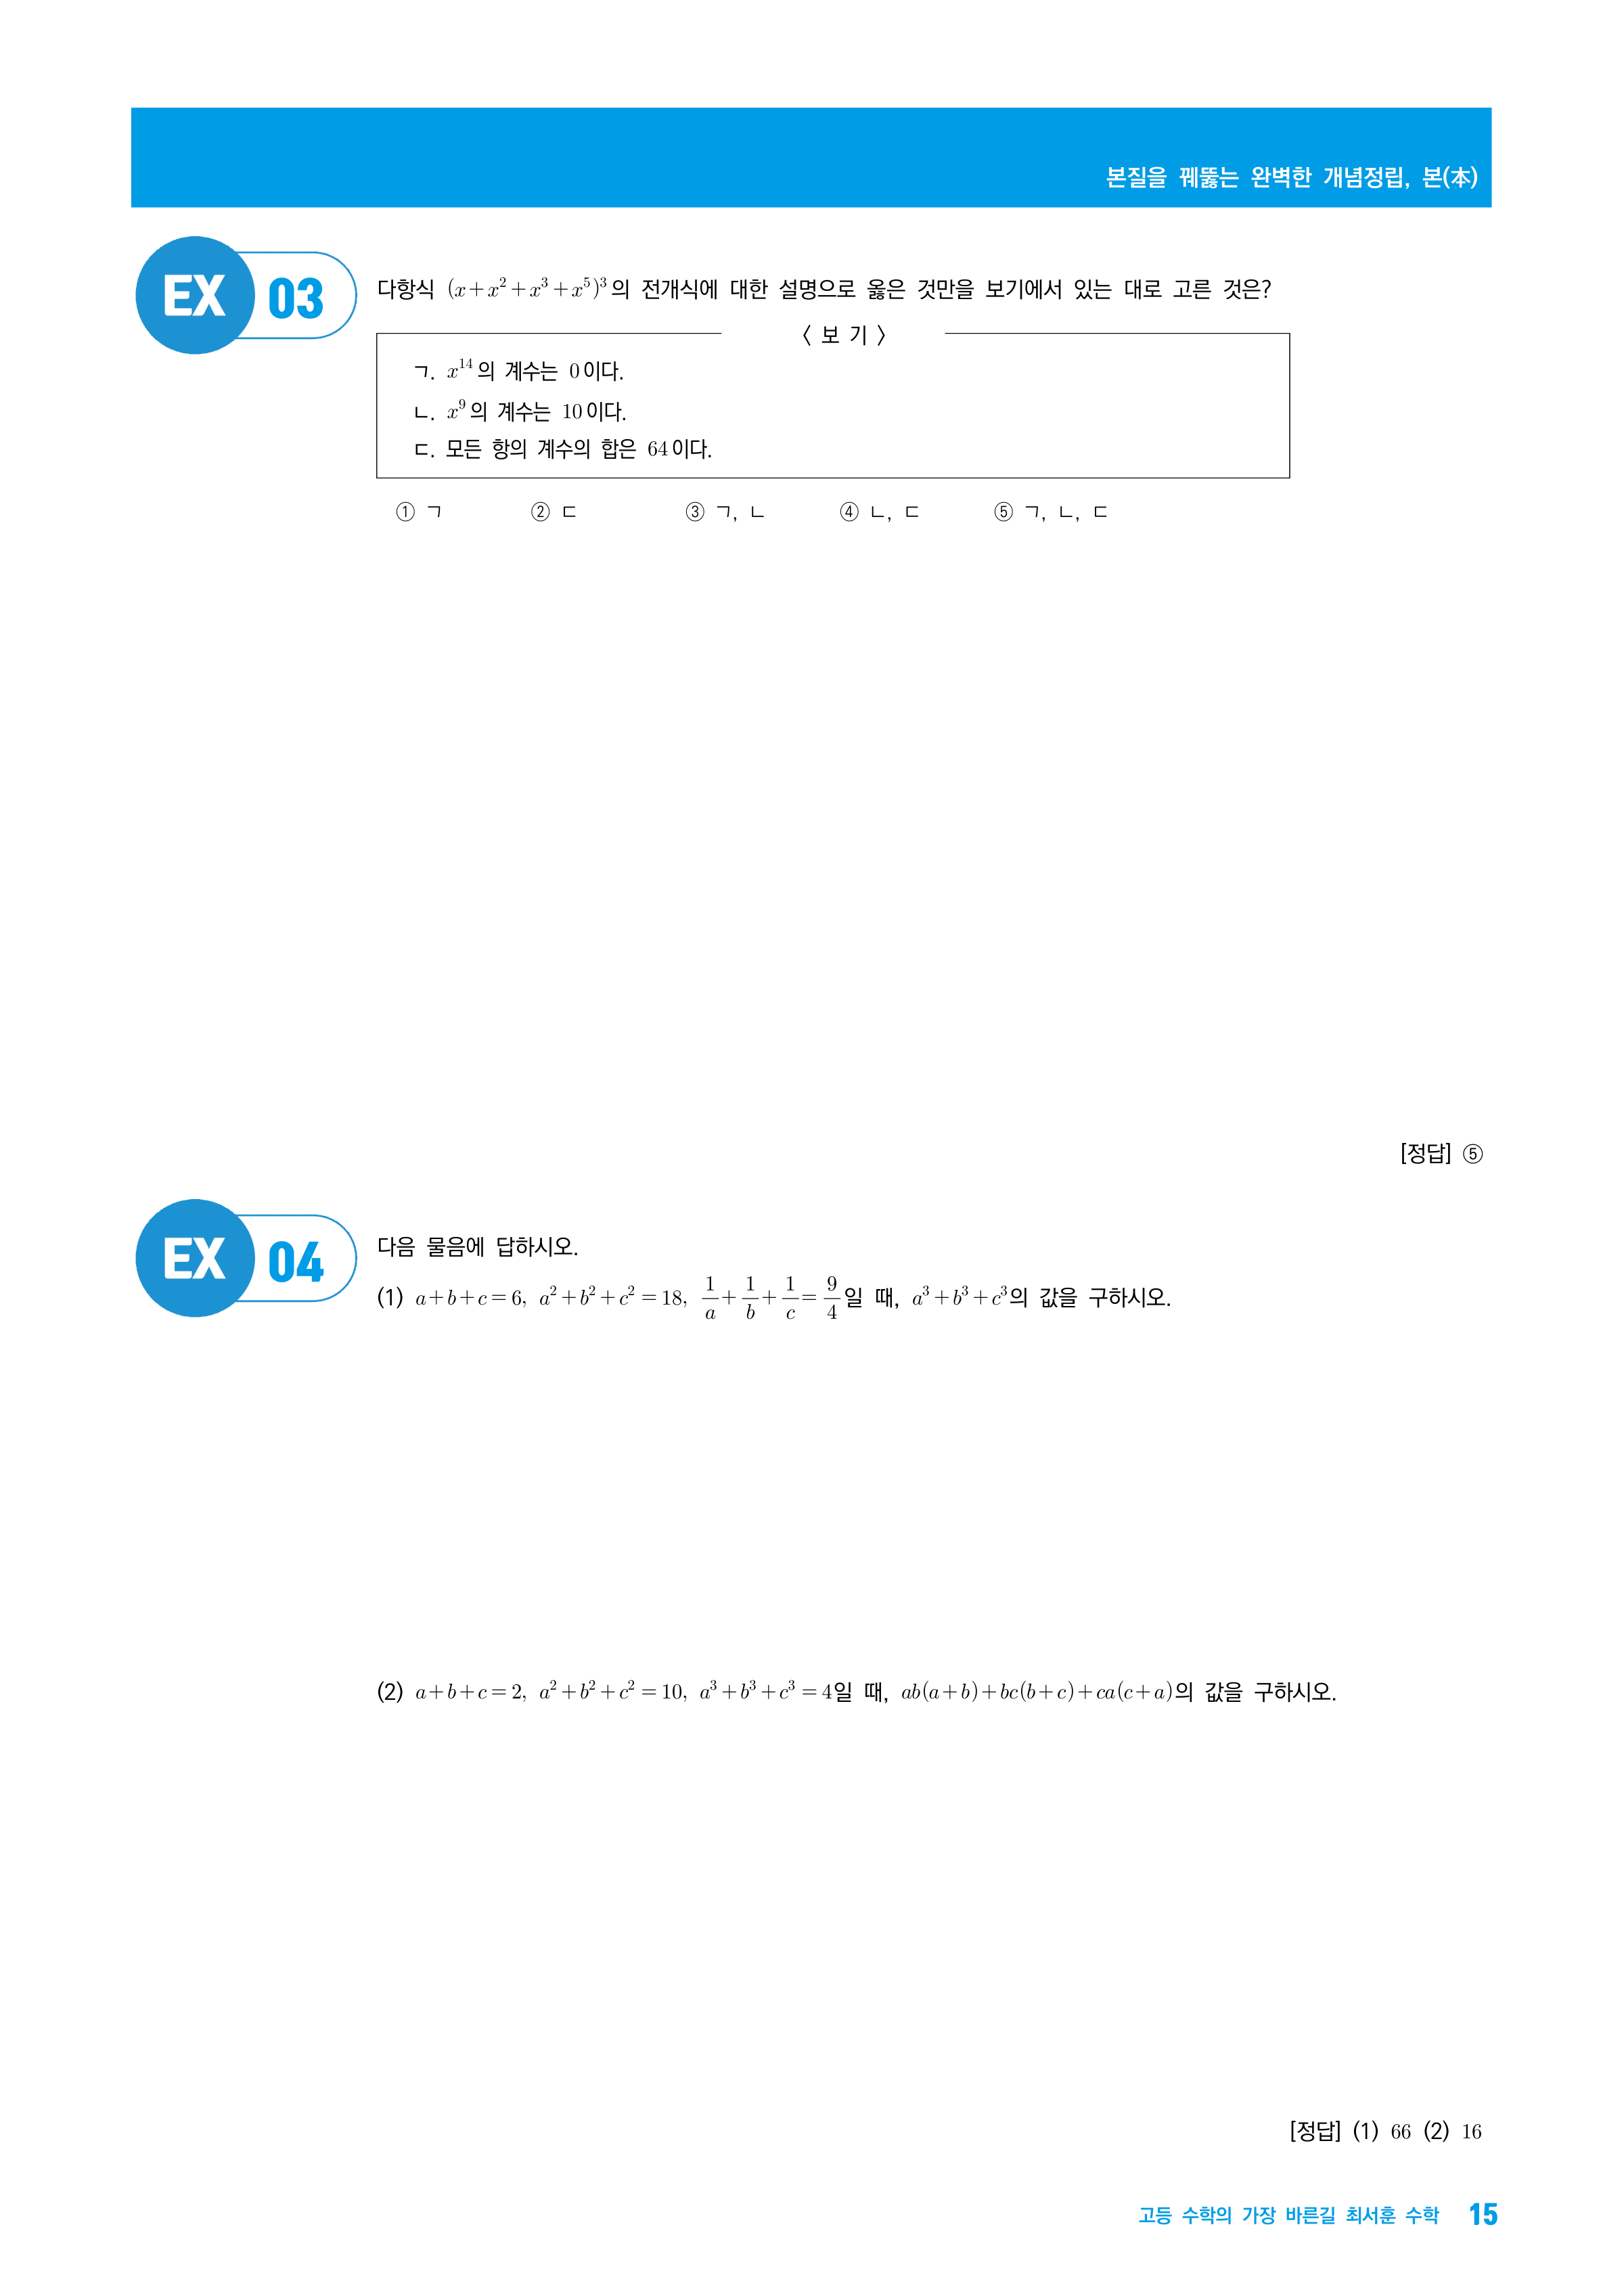 본질을 꿰뚫는 완벽한 개념정립, 본(本)
EX 03
다항식 (x+x²+x³+x⁵)³의 전개식에 대한 설명으로 옳은 것만을 보기에서 있는 대로 고른 것은?
〈 보 기 〉
ㄱ. x¹⁴의 계수는 0이다.
ㄴ. x⁹의 계수는 10이다.
ㄷ. 모든 항의 계수의 합은 64이다.
① ㄱ ② ㄷ ③ ㄱ, ㄴ ④ ㄴ, ㄷ ⑤ ㄱ, ㄴ, ㄷ
[정답] ⑤
EX 04
다음 물음에 답하시오.
(1) a+b+c=6, a²+b²+c²=18, 1/a+1/b+1/c=9/4일 때, a³+b³+c³의 값을 구하시오.
(2) a+b+c=2, a²+b²+c²=10, a³+b³+c³=4일 때, ab(a+b)+bc(b+c)+ca(c+a)의 값을 구하시오.
[정답] (1) 66 (2) 16
고등 수학의 가장 바른길 최서훈 수학 15